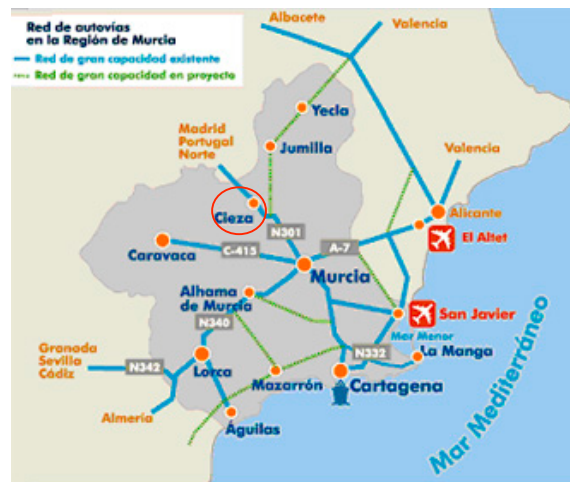 Red de autovías
en la Región de Murcia
Red de gran capacidad existente
Red de gran capacidad en proyecto
Albacete
Valencia
Yecla
Madrid
Portugal
Norte
Jumilla
Valencia
Cieza
Alicante
N301
C-415
A-7
El Altet
Caravaca
Murcia
Alhama
de Murcia
San Javier
N340
Mar Menor
N332
La Manga
Granada
Sevilla
Cádiz
N342
Lorca
Mazarrón
Cartagena
Almería
Águilas
Mar Mediterráneo